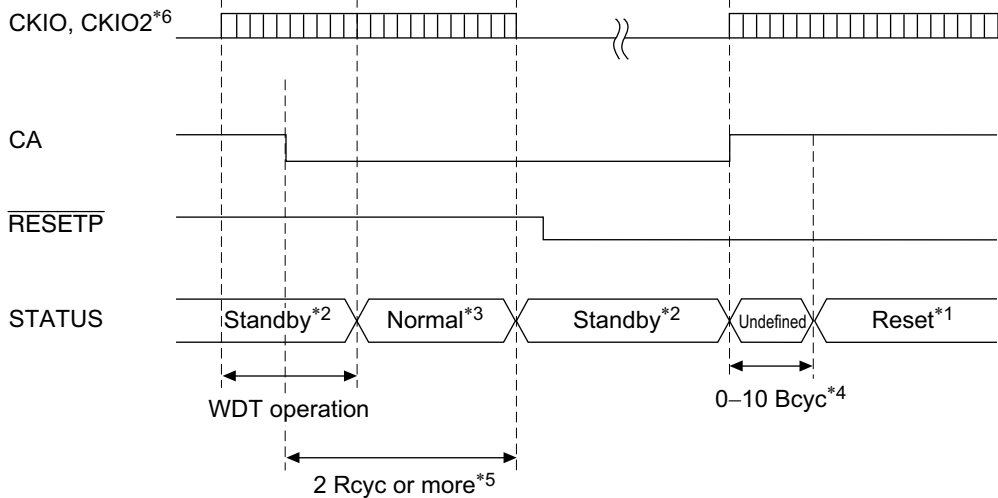 CKIO, CKIO2*6
CA
RESETP
STATUS
Standby*2
Normal*3
Standby*2
Undefined
Reset*1
WDT operation
0–10 Bcyc*4
2 Rcyc or more*5